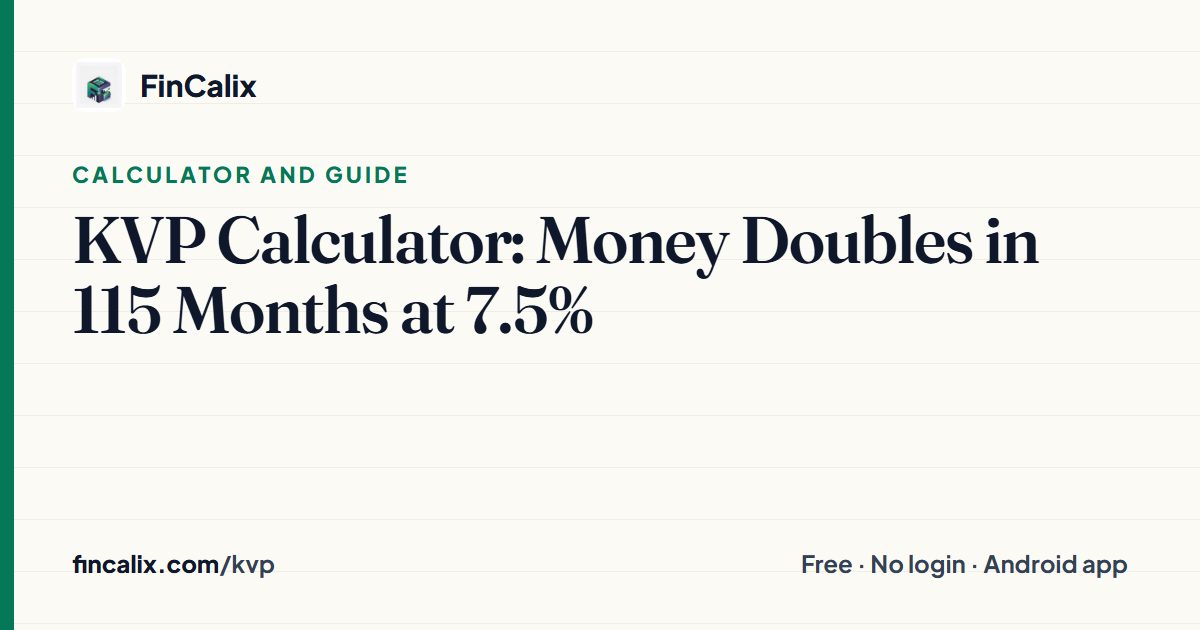 FinCalix
CALCULATOR AND GUIDE
KVP Calculator: Money Doubles in
115 Months at 7.5%
fincalix.com/kvp
Free · No login · Android app